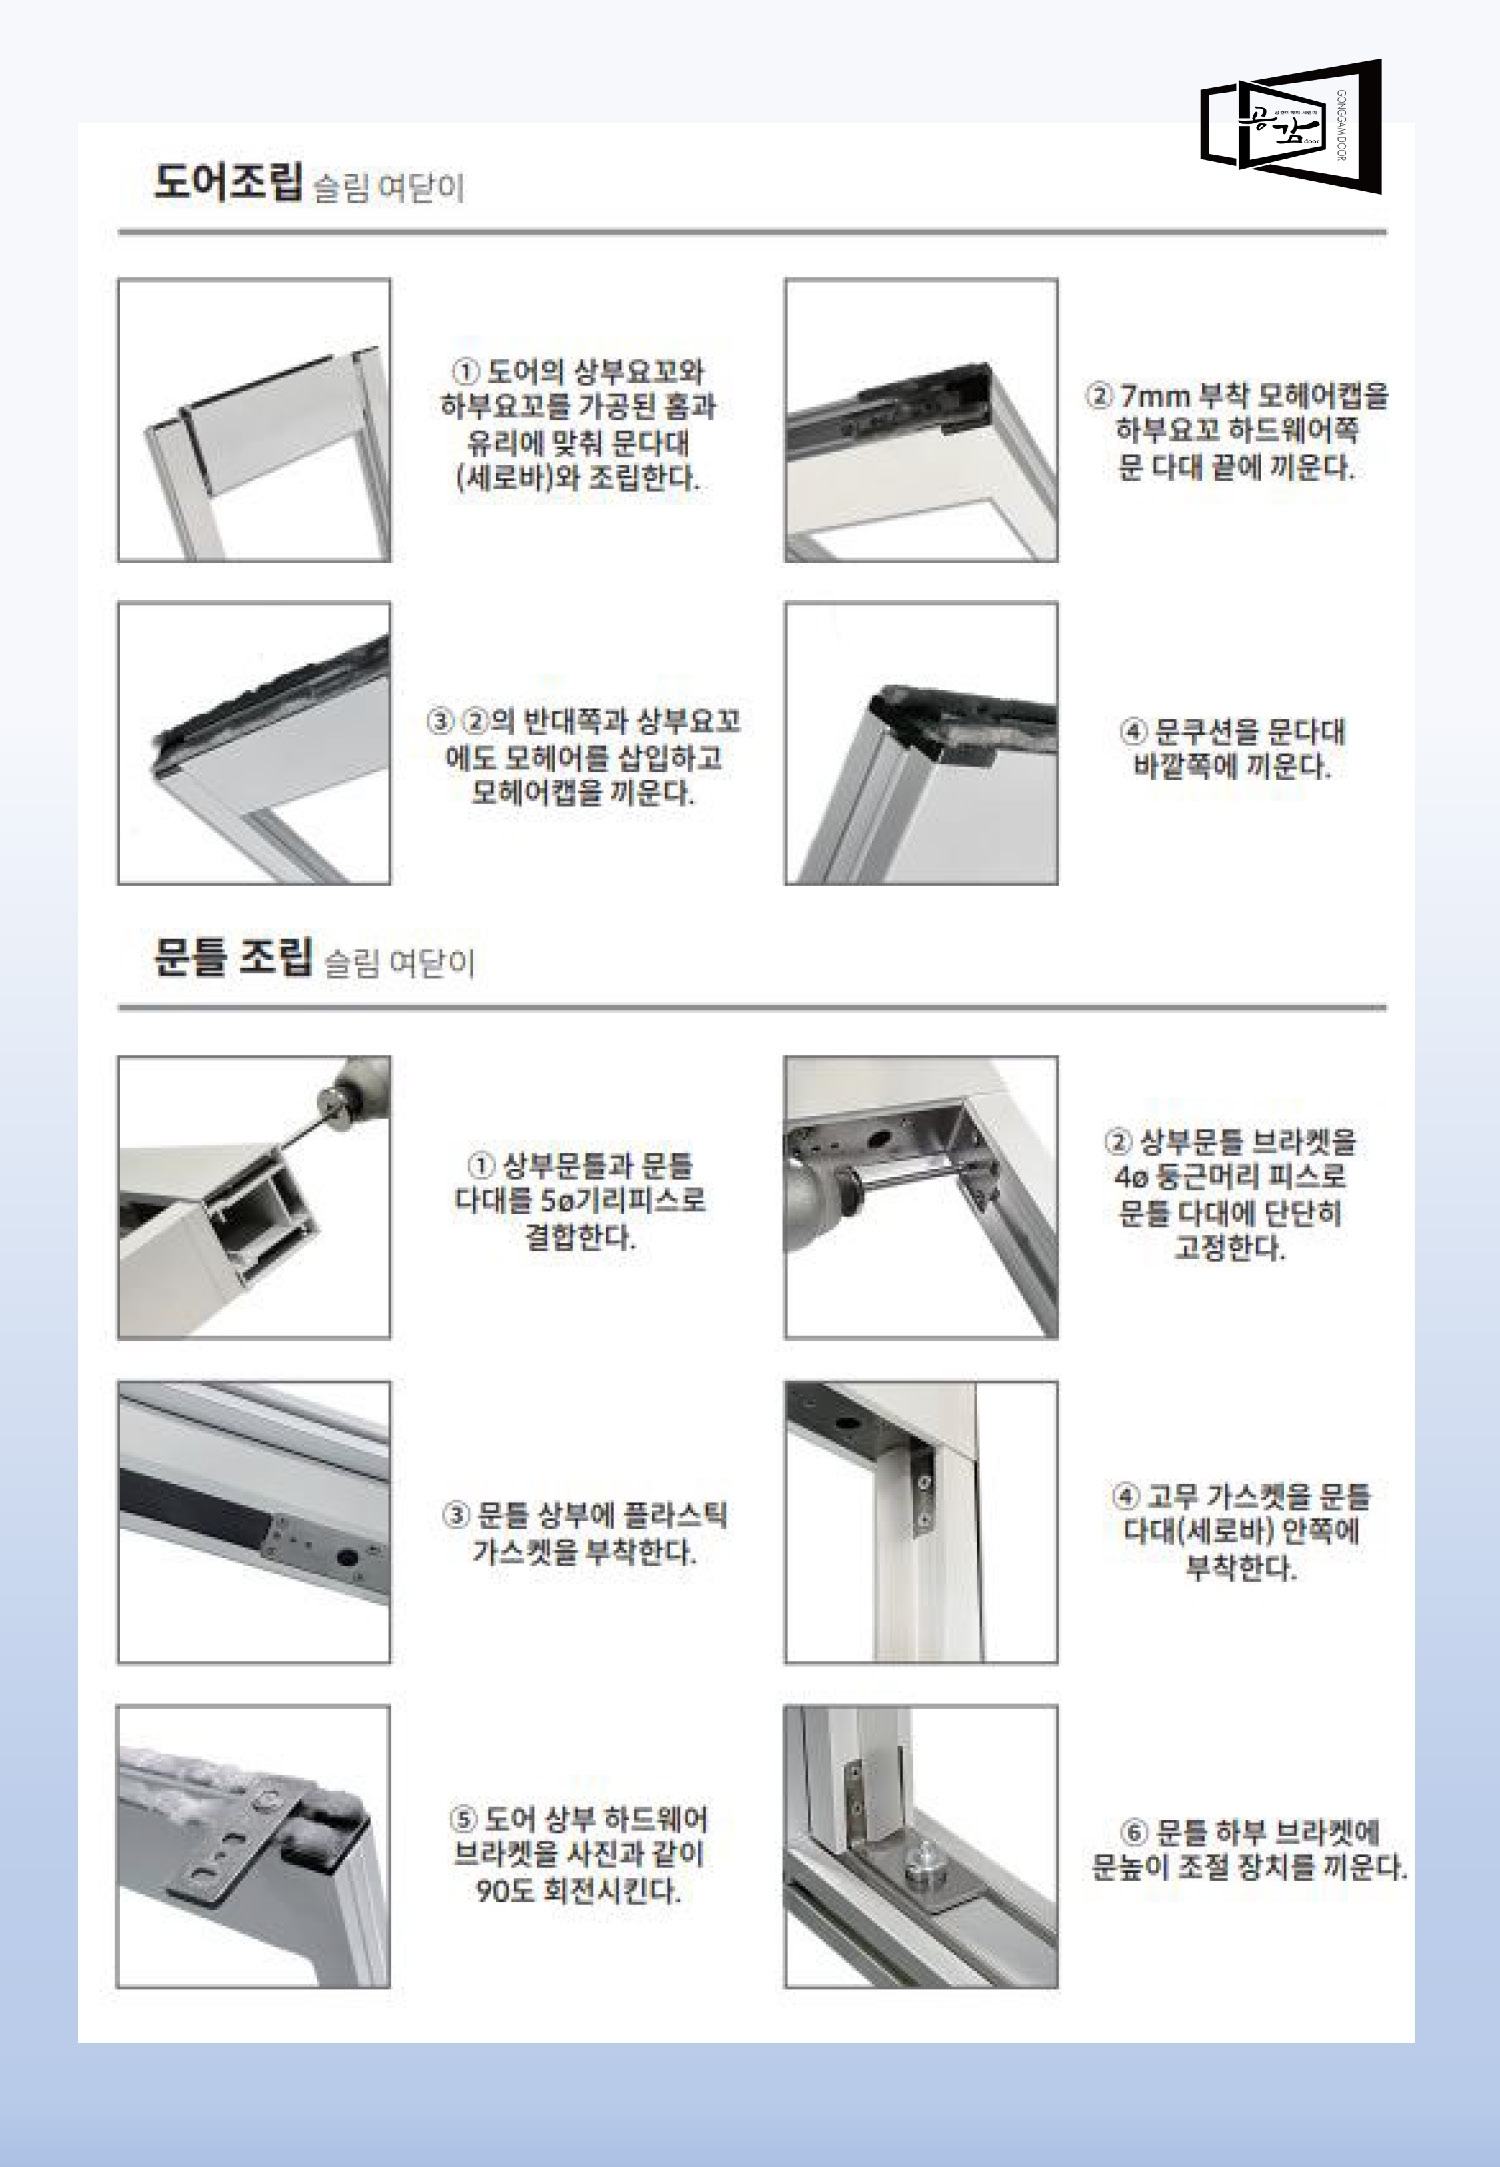 공감
door
GONGGAM DOOR
도어조립 슬림 여닫이
① 도어의 상부요꼬와
하부요꼬를 가공된 홈과
유리에 맞춰 문다대
(세로바)와 조립한다.
② 7mm 부착 모헤어캡을
하부요꼬 하드웨어쪽
문 다대 끝에 끼운다.
③ ②의 반대쪽과 상부요꼬
에도 모헤어를 삽입하고
모헤어캡을 끼운다.
④ 문쿠션을 문다대
바깥쪽에 끼운다.
문틀 조립 슬림 여닫이
① 상부문틀과 문틀
다대를 5ø기리피스로
결합한다.
② 상부문틀 브라켓을
4ø 둥근머리 피스로
문틀 다대에 단단히
고정한다.
③ 문틀 상부에 플라스틱
가스켓을 부착한다.
④ 고무 가스켓을 문틀
다대(세로바) 안쪽에
부착한다.
⑤ 도어 상부 하드웨어
브라켓을 사진과 같이
90도 회전시킨다.
⑥ 문틀 하부 브라켓에
문높이 조절 장치를 끼운다.